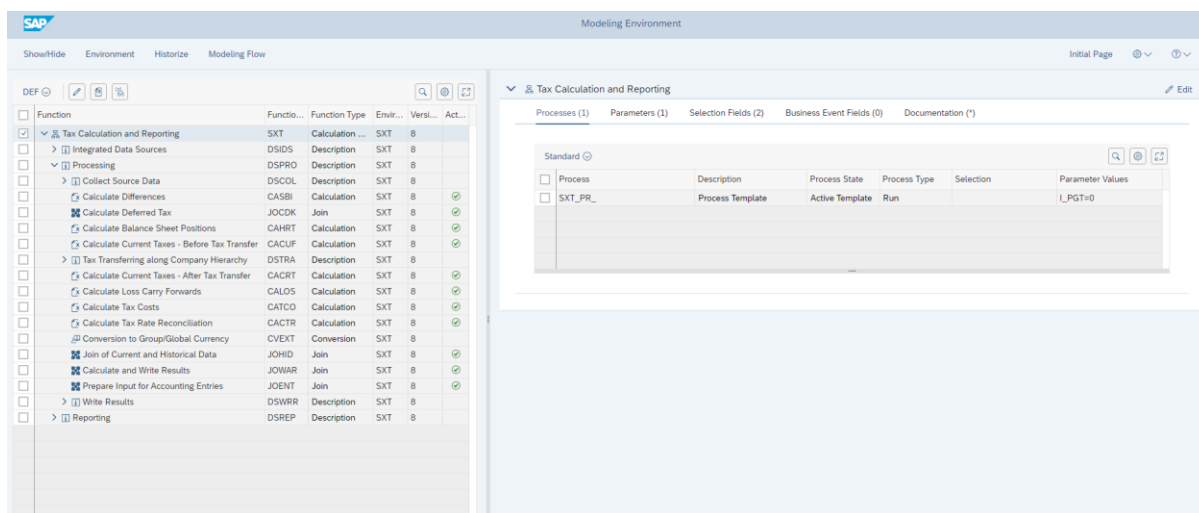 SAP Modeling Environment
Show/Hide Environment Historize Modeling Flow Initial Page
DEF
Function Functio... Function Type Envir... Versi... Act...
Tax Calculation and Reporting SXT Calculation ... SXT 8
Integrated Data Sources DSIDS Description SXT 8
Processing DSPRO Description SXT 8
Collect Source Data DSCOL Description SXT 8
Calculate Differences CASBI Calculation SXT 8
Calculate Deferred Tax JOCDK Join SXT 8
Calculate Balance Sheet Positions CAHRT Calculation SXT 8
Calculate Current Taxes - Before Tax Transfer CACUF Calculation SXT 8
Tax Transferring along Company Hierarchy DSTRA Description SXT 8
Calculate Current Taxes - After Tax Transfer CACRT Calculation SXT 8
Calculate Loss Carry Forwards CALOS Calculation SXT 8
Calculate Tax Costs CATCO Calculation SXT 8
Calculate Tax Rate Reconciliation CACTR Calculation SXT 8
Conversion to Group/Global Currency CVEXT Conversion SXT 8
Join of Current and Historical Data JOHID Join SXT 8
Calculate and Write Results JOWAR Join SXT 8
Prepare Input for Accounting Entries JOENT Join SXT 8
Write Results DSWRR Description SXT 8
Reporting DSREP Description SXT 8
Tax Calculation and Reporting Edit
Processes (1) Parameters (1) Selection Fields (2) Business Event Fields (0) Documentation (*)
Standard
Process Description Process State Process Type Selection Parameter Values
SXT_PR_ Process Template Active Template Run I_PGT=0